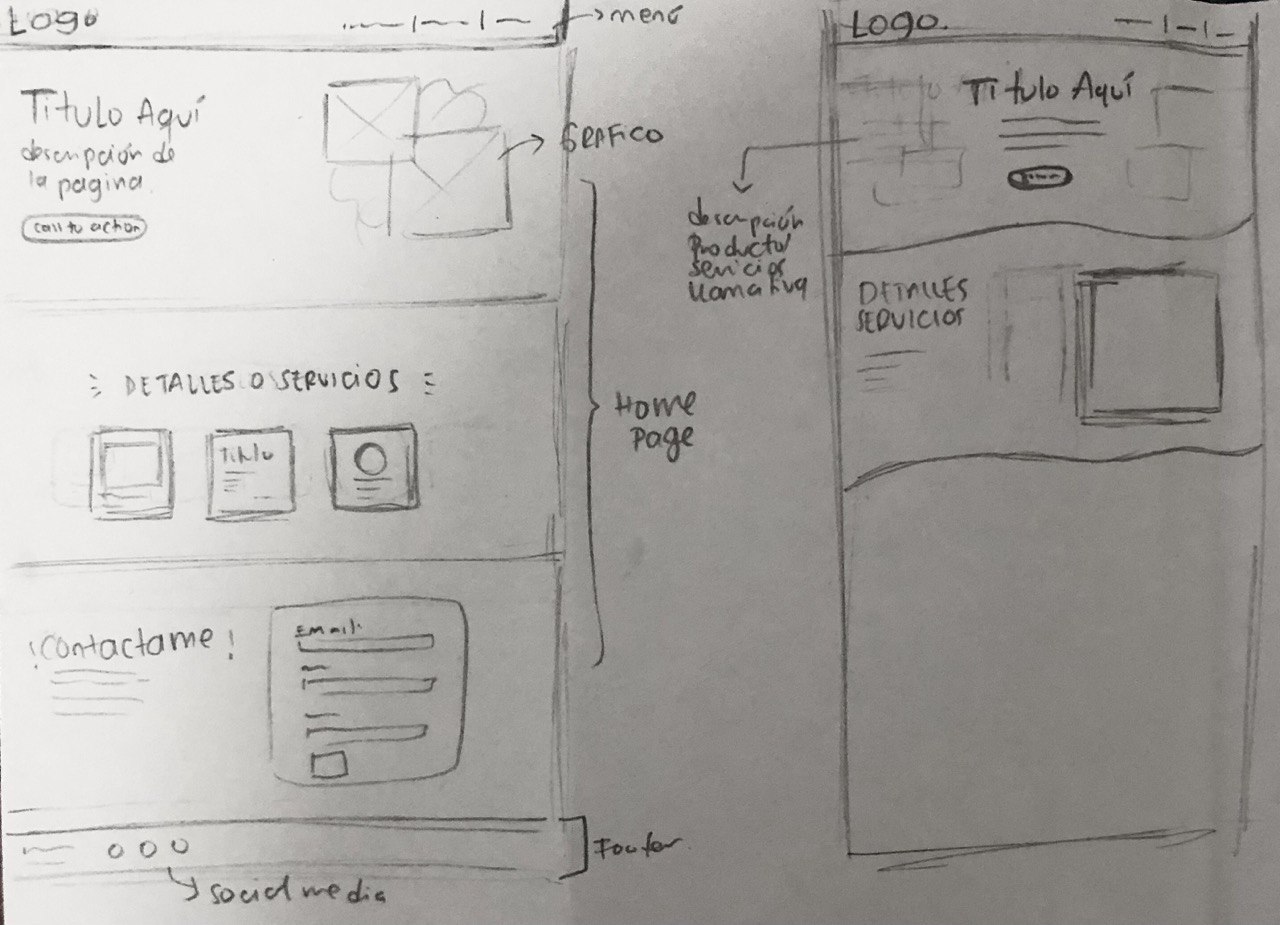 Logo
menú
Titulo Aquí
descripción de
la pagina.
call to action
GRAFICO
DETALLES O SERVICIOS
Titulo
Home
Page
¡Contactame!
Email:
Footer
social media
Logo.
Titulo Aquí
descripción
Producto/
servicios
llamativa
DETALLES
SERVICIOS